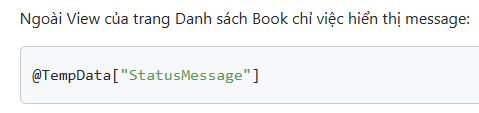 Ngoài View của trang Danh sách Book chỉ việc hiển thị message:
@TempData["StatusMessage"]